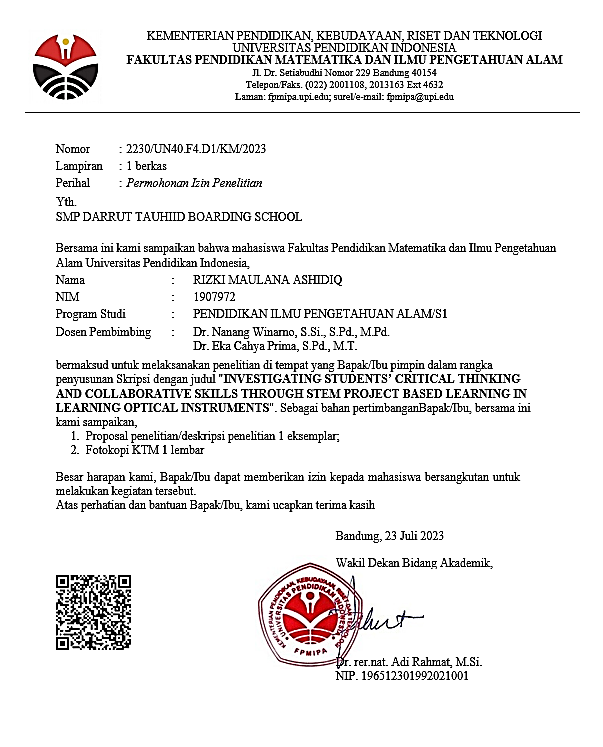 KEMENTERIAN PENDIDIKAN, KEBUDAYAAN, RISET DAN TEKNOLOGI
UNIVERSITAS PENDIDIKAN INDONESIA
FAKULTAS PENDIDIKAN MATEMATIKA DAN ILMU PENGETAHUAN ALAM
Jl. Dr. Setiabudhi Nomor 229 Bandung 40154
Telepon/Faks. (022) 2001108, 2013163 Ext 4632
Laman: fpmipa.upi.edu; surel/e-mail: fpmipa@upi.edu
Nomor : 2230/UN40.F4.D1/KM/2023
Lampiran : 1 berkas
Perihal : Permohonan Izin Penelitian
Yth.
SMP DARRUT TAUHIID BOARDING SCHOOL
Bersama ini kami sampaikan bahwa mahasiswa Fakultas Pendidikan Matematika dan Ilmu Pengetahuan
Alam Universitas Pendidikan Indonesia,
Nama : RIZKI MAULANA ASHIDIQ
NIM : 1907972
Program Studi : PENDIDIKAN ILMU PENGETAHUAN ALAM/S1
Dosen Pembimbing : Dr. Nanang Winarno, S.Si., S.Pd., M.Pd.
Dr. Eka Cahya Prima, S.Pd., M.T.
bermaksud untuk melaksanakan penelitian di tempat yang Bapak/Ibu pimpin dalam rangka
penyusunan Skripsi dengan judul "INVESTIGATING STUDENTS' CRITICAL THINKING
AND COLLABORATIVE SKILLS THROUGH STEM PROJECT BASED LEARNING IN
LEARNING OPTICAL INSTRUMENTS". Sebagai bahan pertimbanganBapak/Ibu, bersama ini
kami sampaikan,
1. Proposal penelitian/deskripsi penelitian 1 eksemplar;
2. Fotokopi KTM 1 lembar
Besar harapan kami, Bapak/Ibu dapat memberikan izin kepada mahasiswa bersangkutan untuk
melakukan kegiatan tersebut.
Atas perhatian dan bantuan Bapak/Ibu, kami ucapkan terima kasih
Bandung, 23 Juli 2023
Wakil Dekan Bidang Akademik,
KEMENTERIAN PENDIDIKAN, KEBUDAYAAN, RISET DAN TEKNOLOGI
UNIVERSITAS PENDIDIKAN INDONESIA
FPMIPA
Dr. rer.nat. Adi Rahmat, M.Si.
NIP. 196512301992021001